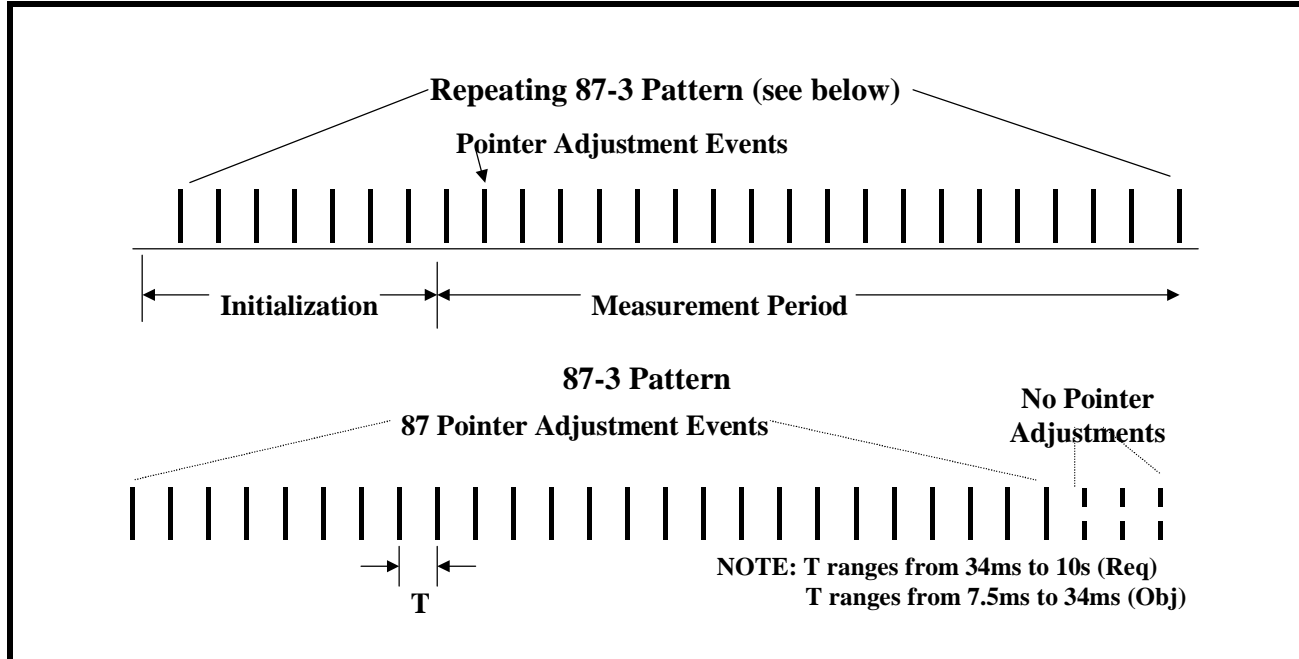 Repeating 87-3 Pattern (see below)
Pointer Adjustment Events
Initialization
Measurement Period
87-3 Pattern
87 Pointer Adjustment Events
No Pointer
Adjustments
T
NOTE: T ranges from 34ms to 10s (Req)
T ranges from 7.5ms to 34ms (Obj)